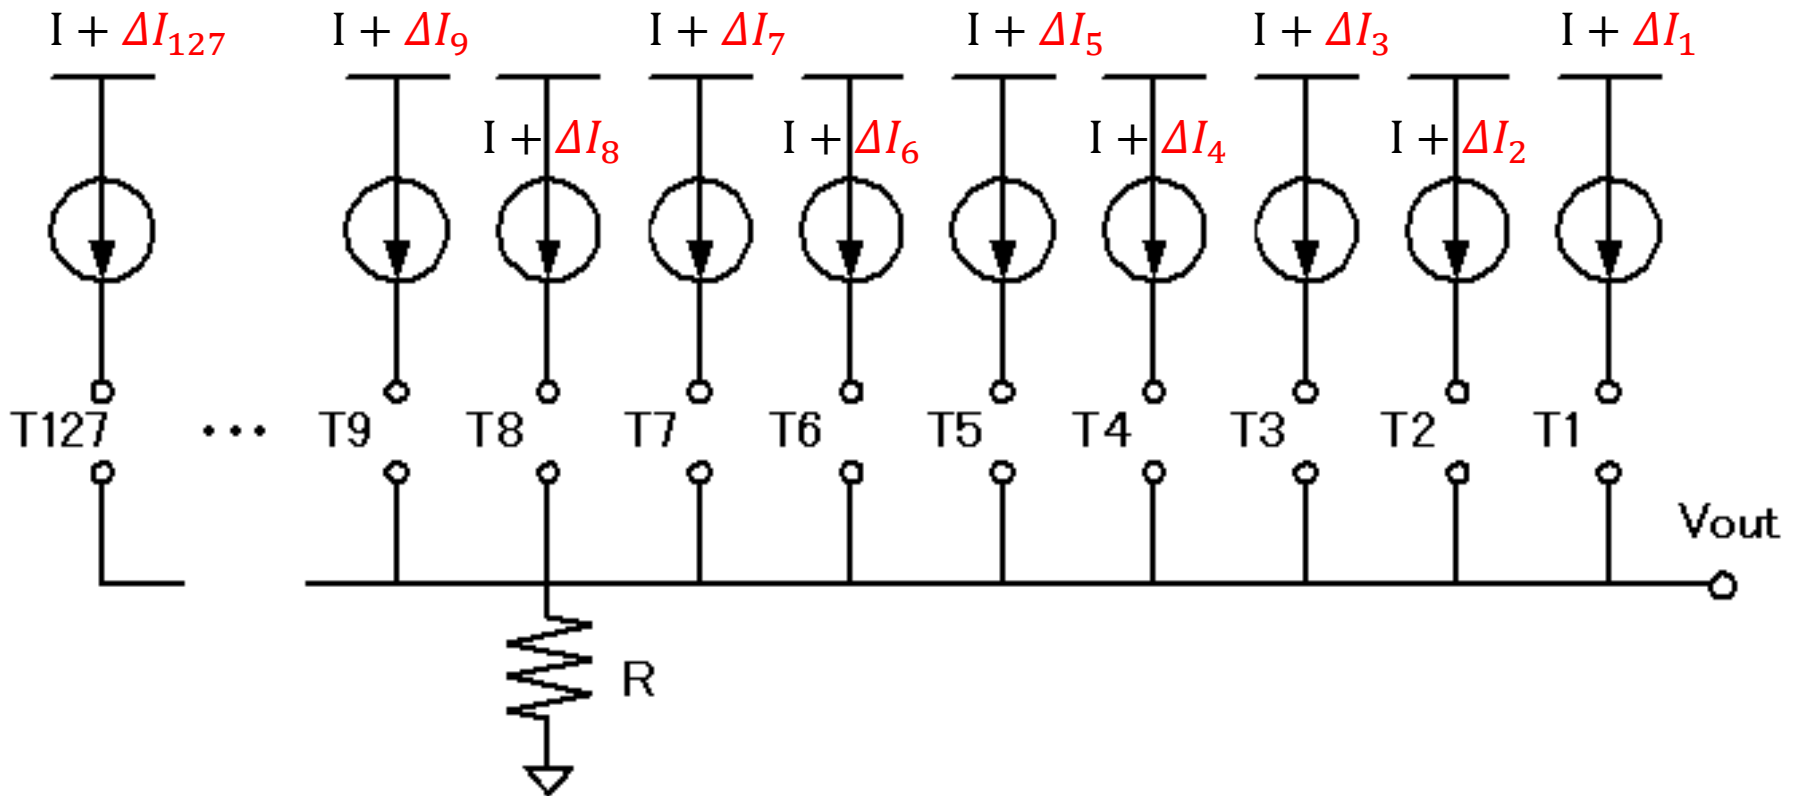 I + ΔI₁₂₇ I + ΔI₉ I + ΔI₇ I + ΔI₅ I + ΔI₃ I + ΔI₁
I + ΔI₈ I + ΔI₆ I + ΔI₄ I + ΔI₂
T127 ... T9 T8 T7 T6 T5 T4 T3 T2 T1
Vout
R